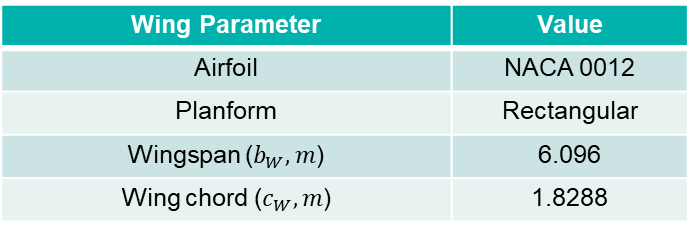 Wing Parameter Value
Airfoil NACA 0012
Planform Rectangular
Wingspan (b_W, m) 6.096
Wing chord (c_W, m) 1.8288